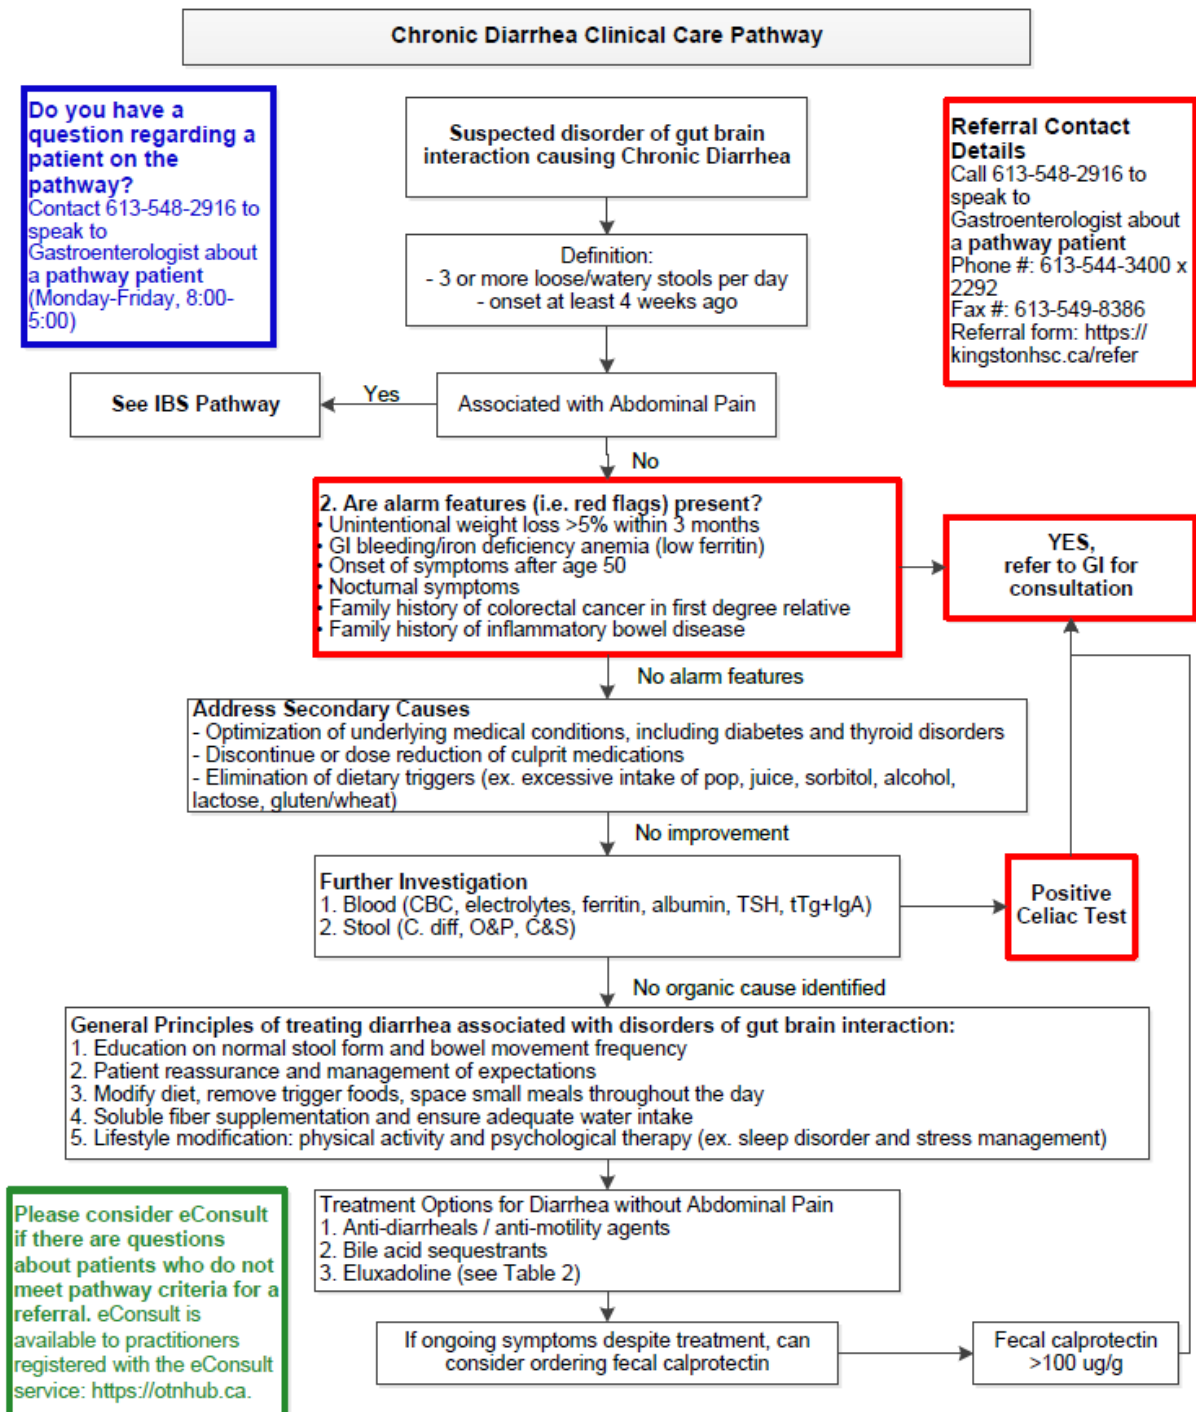 Chronic Diarrhea Clinical Care Pathway
Do you have a
question regarding a
patient on the
pathway?
Contact 613-548-2916 to
speak to
Gastroenterologist about
a pathway patient
(Monday-Friday, 8:00-
5:00)
Suspected disorder of gut brain
interaction causing Chronic Diarrhea
Referral Contact
Details
Call 613-548-2916 to
speak to
Gastroenterologist about
a pathway patient
Phone #: 613-544-3400 x
2292
Fax #: 613-549-8386
Referral form: https://
kingstonhsc.ca/refer
Definition:
- 3 or more loose/watery stools per day
- onset at least 4 weeks ago
See IBS Pathway
Yes
Associated with Abdominal Pain
No
2. Are alarm features (i.e. red flags) present?
• Unintentional weight loss >5% within 3 months
• GI bleeding/iron deficiency anemia (low ferritin)
• Onset of symptoms after age 50
• Nocturnal symptoms
• Family history of colorectal cancer in first degree relative
• Family history of inflammatory bowel disease
YES,
refer to GI for
consultation
No alarm features
Address Secondary Causes
- Optimization of underlying medical conditions, including diabetes and thyroid disorders
- Discontinue or dose reduction of culprit medications
- Elimination of dietary triggers (ex. excessive intake of pop, juice, sorbitol, alcohol,
lactose, gluten/wheat)
No improvement
Further Investigation
1. Blood (CBC, electrolytes, ferritin, albumin, TSH, tTg+IgA)
2. Stool (C. diff, O&P, C&S)
Positive
Celiac Test
No organic cause identified
General Principles of treating diarrhea associated with disorders of gut brain interaction:
1. Education on normal stool form and bowel movement frequency
2. Patient reassurance and management of expectations
3. Modify diet, remove trigger foods, space small meals throughout the day
4. Soluble fiber supplementation and ensure adequate water intake
5. Lifestyle modification: physical activity and psychological therapy (ex. sleep disorder and stress management)
Please consider eConsult
if there are questions
about patients who do not
meet pathway criteria for a
referral. eConsult is
available to practitioners
registered with the eConsult
service: https://otnhub.ca.
Treatment Options for Diarrhea without Abdominal Pain
1. Anti-diarrheals / anti-motility agents
2. Bile acid sequestrants
3. Eluxadoline (see Table 2)
If ongoing symptoms despite treatment, can
consider ordering fecal calprotectin
Fecal calprotectin
>100 ug/g